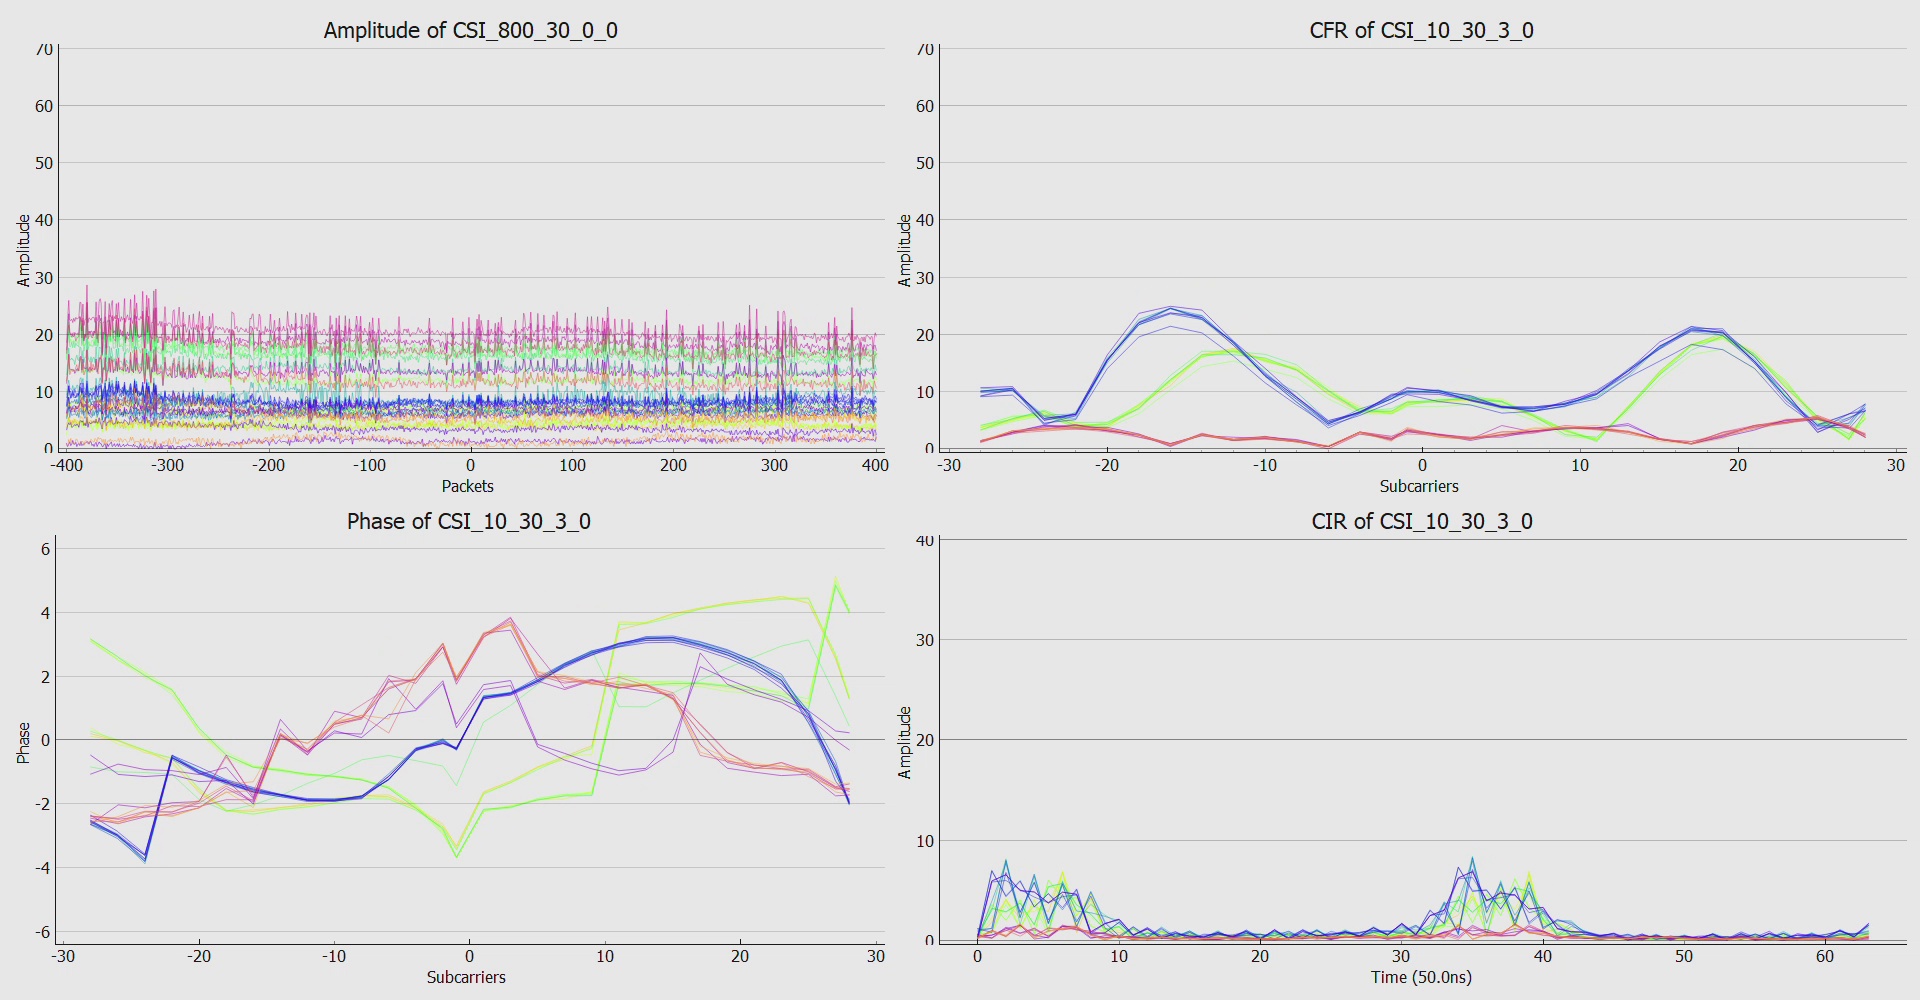 Amplitude of CSI_800_30_0_0
70
60
50
40
30
20
10
0
Amplitude
-400 -300 -200 -100 0 100 200 300 400
Packets
CFR of CSI_10_30_3_0
70
60
50
40
30
20
10
0
Amplitude
-30 -20 -10 0 10 20 30
Subcarriers
Phase of CSI_10_30_3_0
6
4
2
0
-2
-4
-6
Phase
-30 -20 -10 0 10 20 30
Subcarriers
CIR of CSI_10_30_3_0
40
30
20
10
0
Amplitude
0 10 20 30 40 50 60
Time (50.0ns)